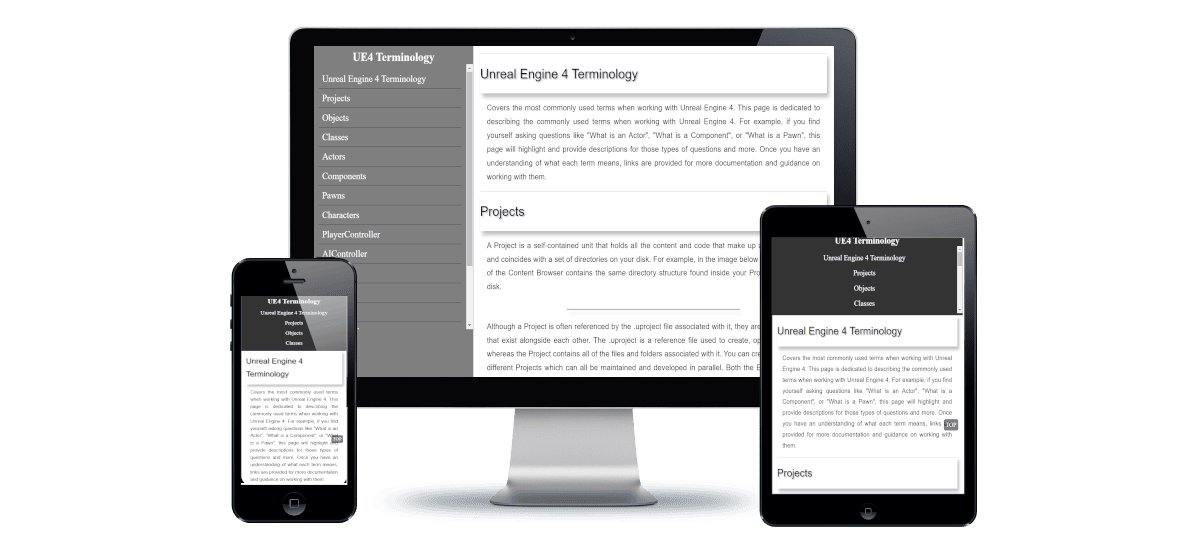 UE4 Terminology
Unreal Engine 4 Terminology
Projects
Objects
Classes
Actors
Components
Pawns
Characters
PlayerController
AIController
Unreal Engine 4 Terminology
Covers the most commonly used terms when working with Unreal Engine 4. This page is dedicated to
describing the commonly used terms when working with Unreal Engine 4. For example, if you find
yourself asking questions like "What is an Actor", "What is a Component", or "What is a Pawn", this
page will highlight and provide descriptions for those types of questions and more. Once you have an
understanding of what each term means, links are provided for more documentation and guidance on
working with them.
Projects
A Project is a self-contained unit that holds all the content and code that make up
and coincides with a set of directories on your disk. For example, in the image below
of the Content Browser contains the same directory structure found inside your
disk.
Although a Project is often referenced by the .uproject file associated with it, they are
that exist alongside each other. The .uproject is a reference file used to create,
whereas the Project contains all of the files and folders associated with it. You can
different Projects which can all be maintained and developed in parallel. Both the
UE4 Terminology
Unreal Engine 4 Terminology
Projects
Objects
Classes
Unreal Engine 4
Terminology
Covers the most commonly used terms
when working with Unreal Engine 4. This
page is dedicated to describing the
commonly used terms when working with
Unreal Engine 4. For example, if you find
yourself asking questions like "What is an
Actor", "What is a Component", or
is a Pawn", this page will highlight
TOP
provide descriptions for those types of
questions and more. Once you have an
understanding of what each term means,
links are provided for more documentation
and guidance on working with them.
UE4 Terminology
Unreal Engine 4 Terminology
Projects
Objects
Classes
Unreal Engine 4 Terminology
Covers the most commonly used terms when working with Unreal
Engine 4. This page is dedicated to describing the commonly used
terms when working with Unreal Engine 4. For example, if you find
yourself asking questions like "What is an Actor", "What is a
Component", or "What is a Pawn", this page will highlight and
provide descriptions for those types of questions and more. Once
you have an understanding of what each term means, links
TOP
provided for more documentation and guidance on working with
them.
Projects